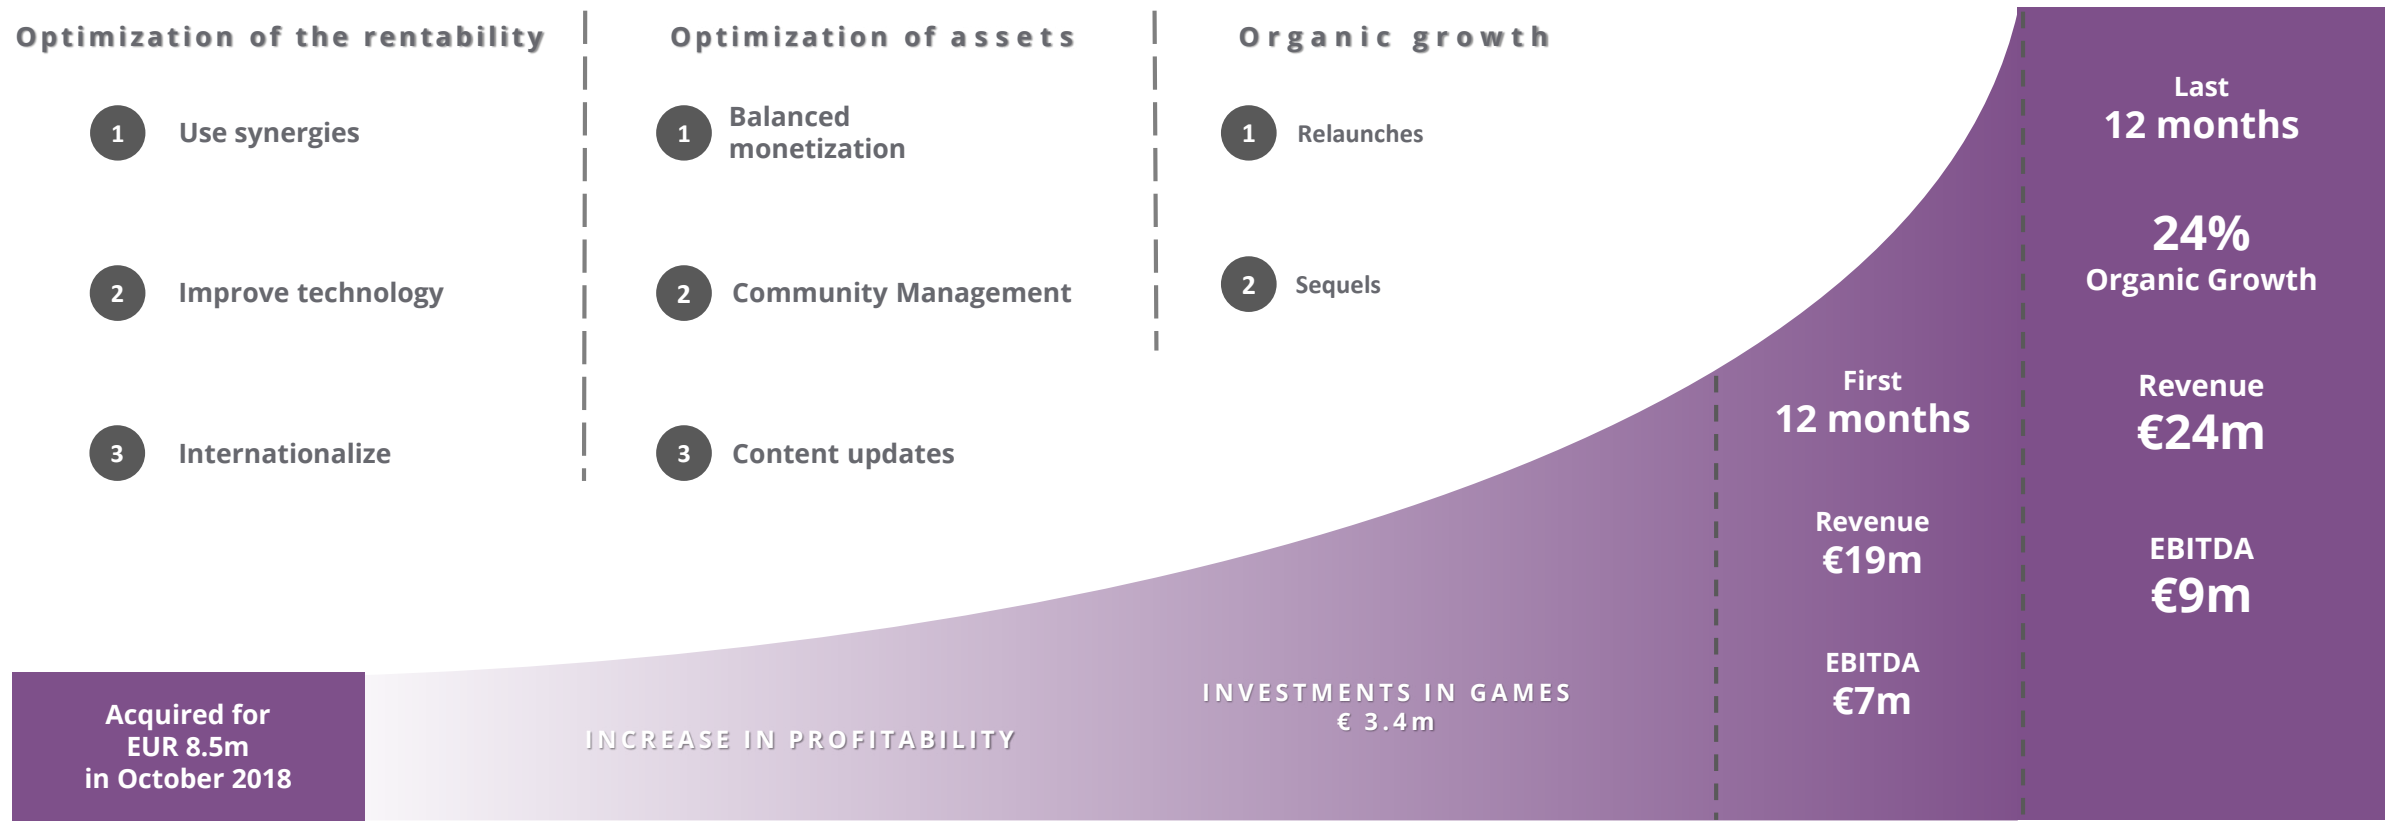 Optimization of the rentability
1 Use synergies
2 Improve technology
3 Internationalize
Optimization of assets
1 Balanced
monetization
2 Community Management
3 Content updates
Organic growth
1 Relaunches
2 Sequels
Acquired for
EUR 8.5m
in October 2018
INCREASE IN PROFITABILITY
INVESTMENTS IN GAMES
€ 3.4m
First
12 months
Revenue
€19m
EBITDA
€7m
Last
12 months
24%
Organic Growth
Revenue
€24m
EBITDA
€9m